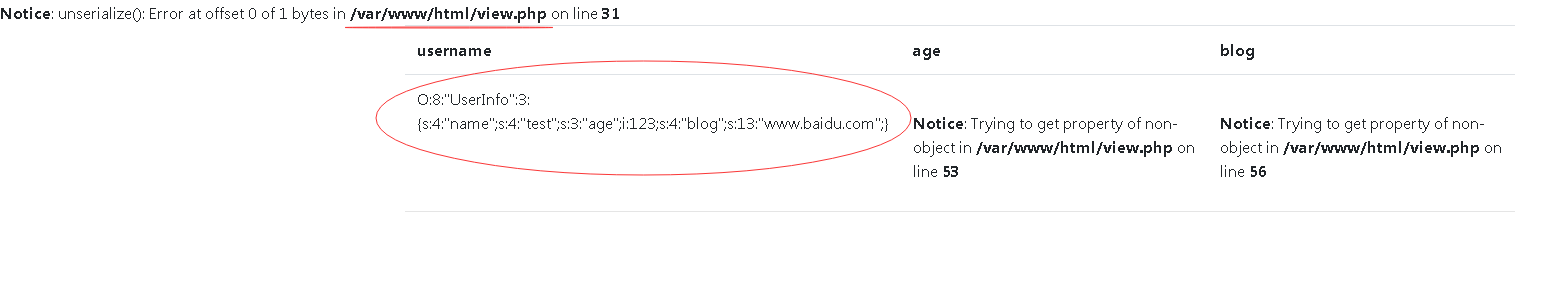 Notice: unserialize(): Error at offset 0 of 1 bytes in /var/www/html/view.php on line 31
username age blog
O:8:"UserInfo":3:
{s:4:"name";s:4:"test";s:3:"age";i:123;s:4:"blog";s:13:"www.baidu.com";}
Notice: Trying to get property of non-
object in /var/www/html/view.php on
line 53
Notice: Trying to get property of non-
object in /var/www/html/view.php on
line 56